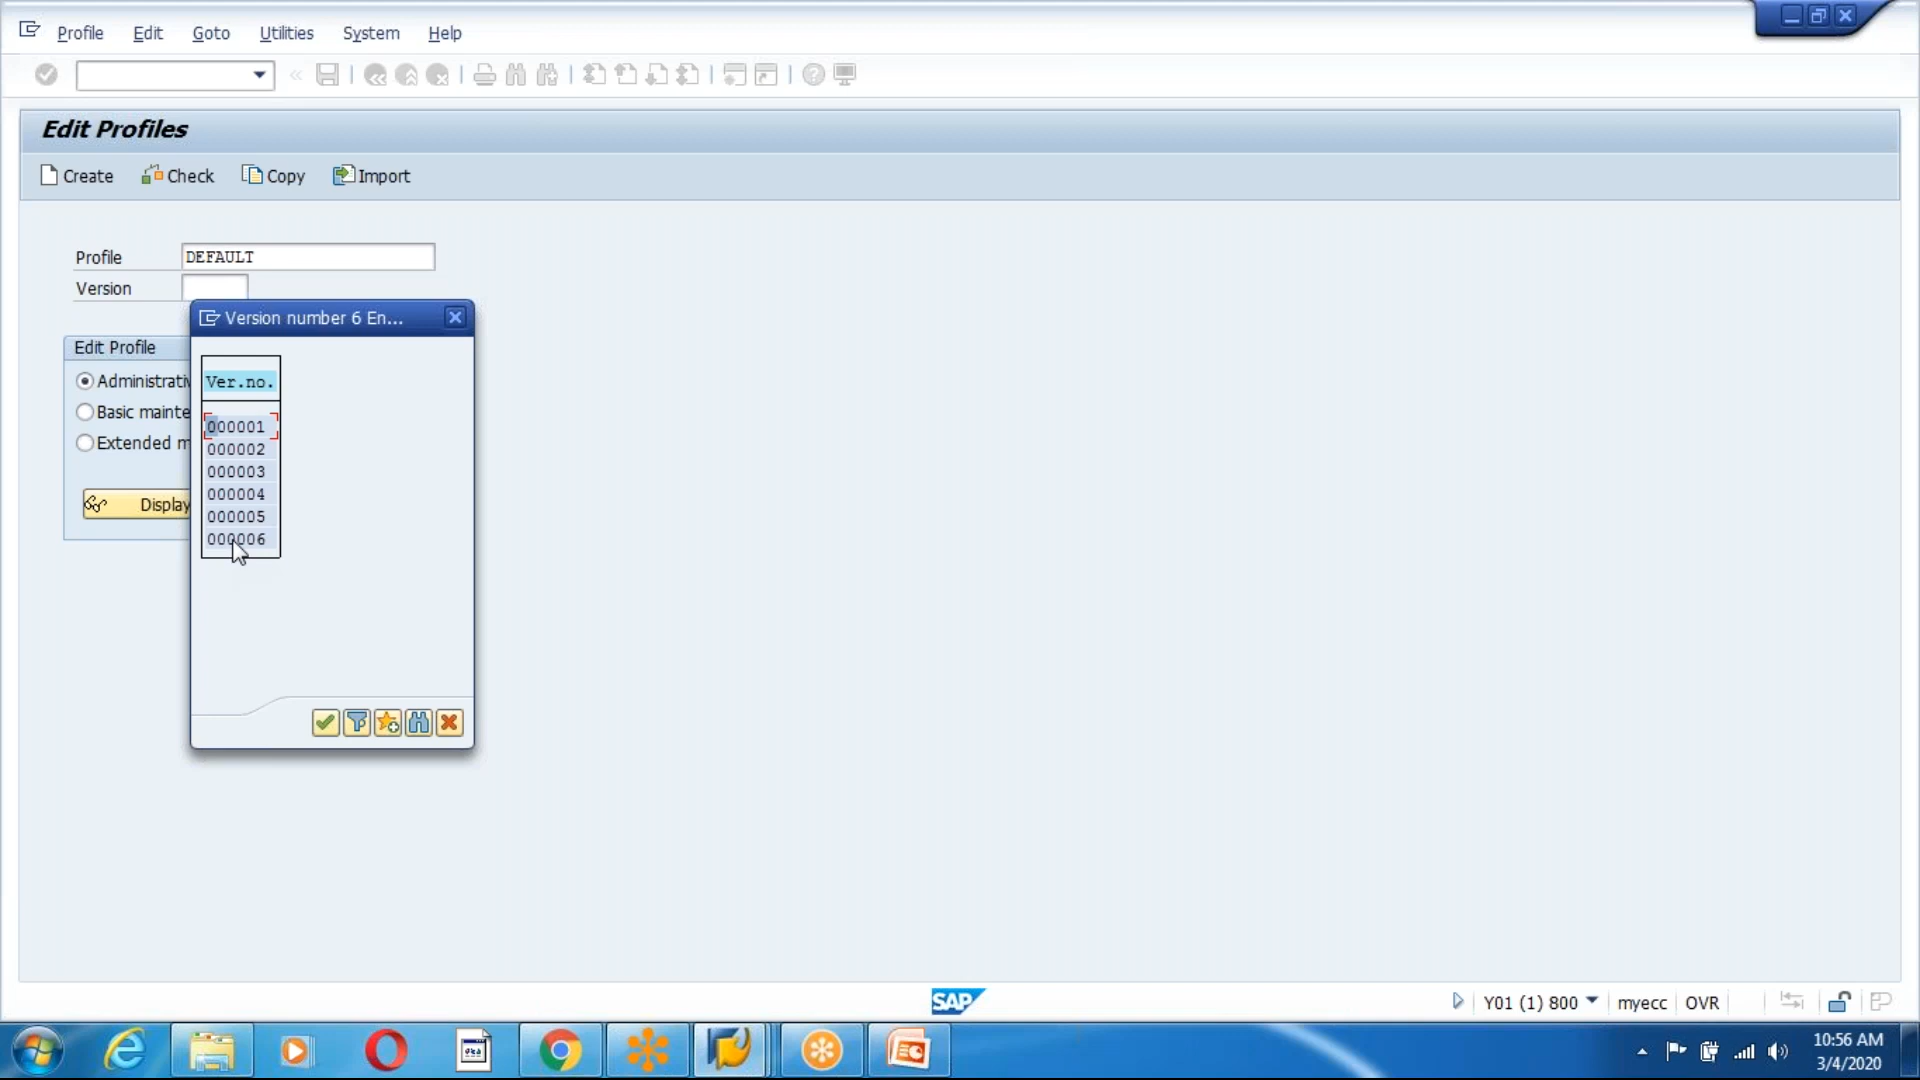 Profile Edit Goto Utilities System Help
Edit Profiles
Create Check Copy Import
Profile DEFAULT
Version
Version number 6 En...
Edit Profile
Ver.no.
Administrativ
Basic mainte
Extended m
000001
000002
000003
000004
000005
000006
Display
SAP
Y01 (1) 800 myecc OVR
10:56 AM
3/4/2020